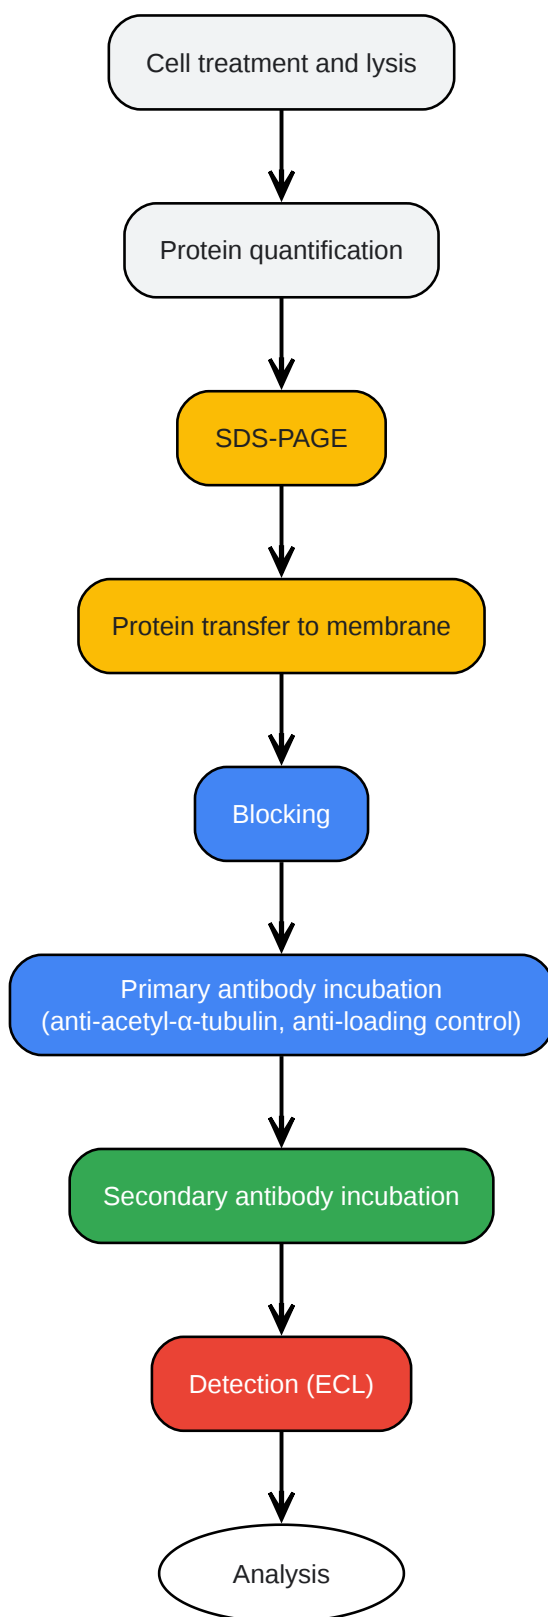 Cell treatment and lysis
Protein quantification
SDS-PAGE
Protein transfer to membrane
Blocking
Primary antibody incubation
(anti-acetyl-α-tubulin, anti-loading control)
Secondary antibody incubation
Detection (ECL)
Analysis